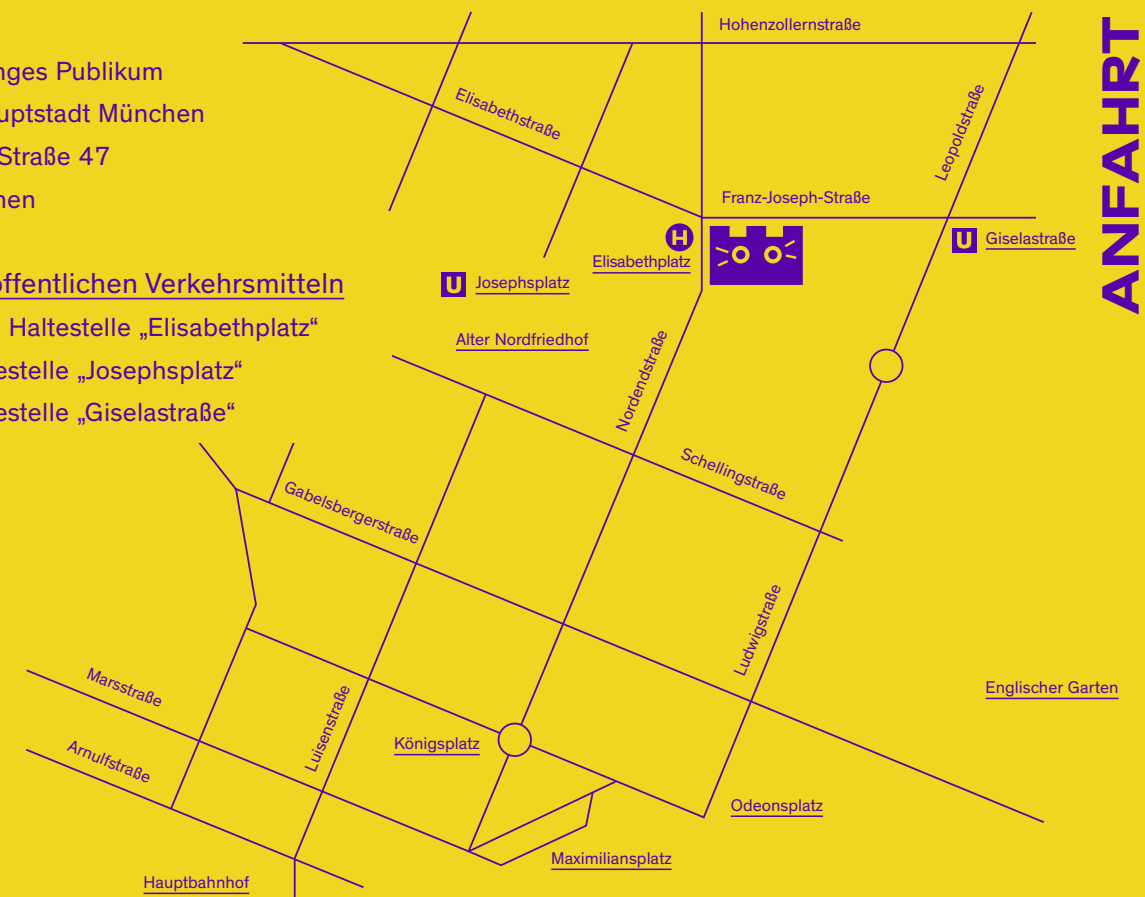 nges Publikum
uptstadt München
Straße 47
nen
öffentlichen Verkehrsmitteln
Haltestelle „Elisabethplatz“
estelle „Josephsplatz“
estelle „Giselastraße“
ANFAHRT
Hohenzollernstraße
Elisabethstraße
Leopoldstraße
Franz-Joseph-Straße
H
Elisabethplatz
U Giselastraße
U Josephsplatz
Alter Nordfriedhof
Nordendstraße
Schellingstraße
Gabelsbergerstraße
Ludwigstraße
Marsstraße
Luisenstraße
Englischer Garten
Königsplatz
Arnulfstraße
Odeonsplatz
Maximiliansplatz
Hauptbahnhof